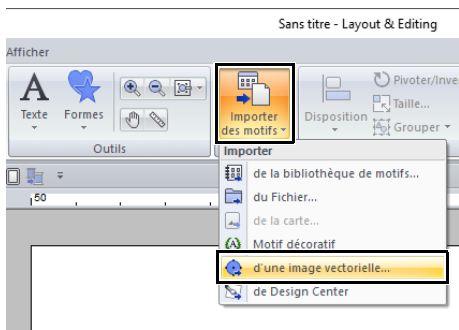 Sans titre - Layout & Editing
Afficher
Texte
Formes
Importer
des motifs
Disposition
Pivoter/Inve
Taille...
Grouper
Outils
Importer
de la bibliothèque de motifs...
du Fichier...
de la carte...
Motif décoratif
d'une image vectorielle...
de Design Center
50